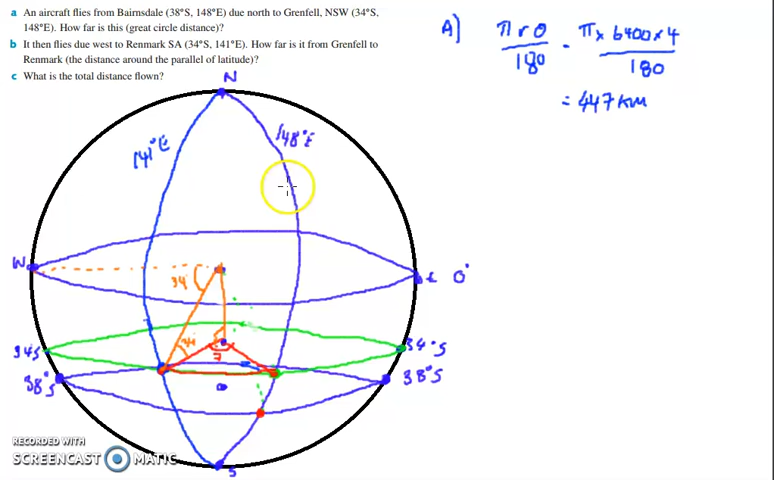 a An aircraft flies from Bairnsdale (38°S, 148°E) due north to Grenfell, NSW (34°S,
148°E). How far is this (great circle distance)?
b It then flies due west to Renmark SA (34°S, 141°E). How far is it from Grenfell to
Renmark (the distance around the parallel of latitude)?
c What is the total distance flown?
A] πrθ/180 = π×6400×4/180
= 447km
N
141°E
148°E
W
34
E 0°
34
34°S
34°S
7
38°S
38°S
S
RECORDED WITH
SCREENCAST MATIC